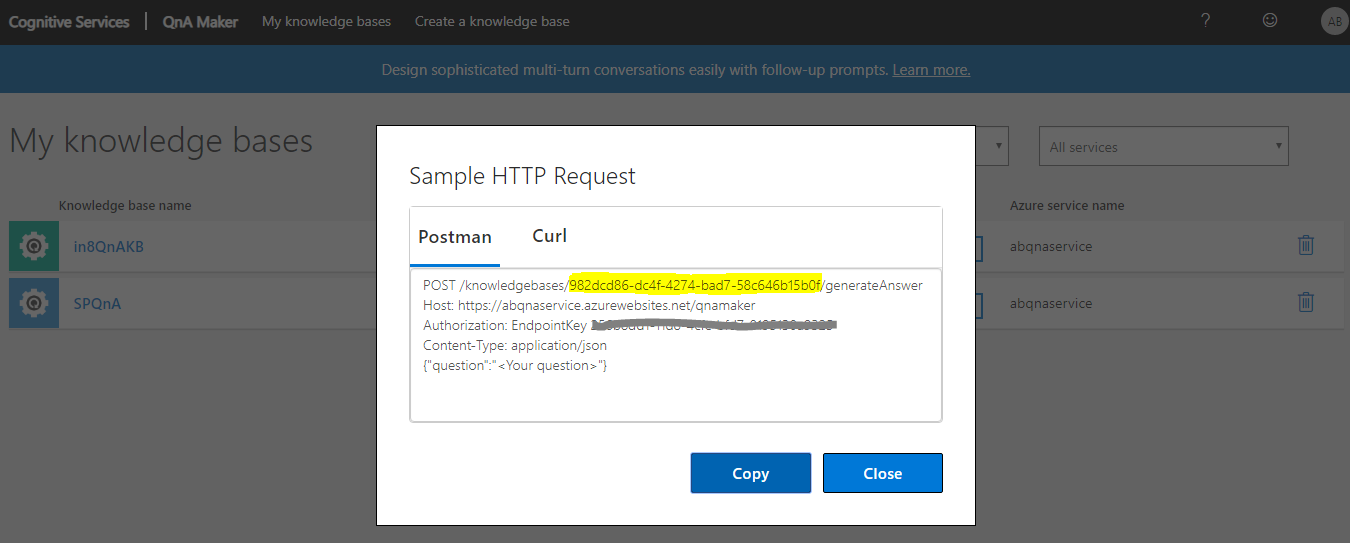 Cognitive Services | QnA Maker My knowledge bases Create a knowledge base ? AB
Design sophisticated multi-turn conversations easily with follow-up prompts. Learn more.
My knowledge bases
All services
Knowledge base name Azure service name
in8QnAKB abqnaservice
SPQnA abqnaservice
Sample HTTP Request
Postman Curl
POST /knowledgebases/982dcd86-dc4f-4274-bad7-58c646b15b0f/generateAnswer
Host: https://abqnaservice.azurewebsites.net/qnamaker
Authorization: EndpointKey
Content-Type: application/json
{"question":"<Your question>"}
Copy Close